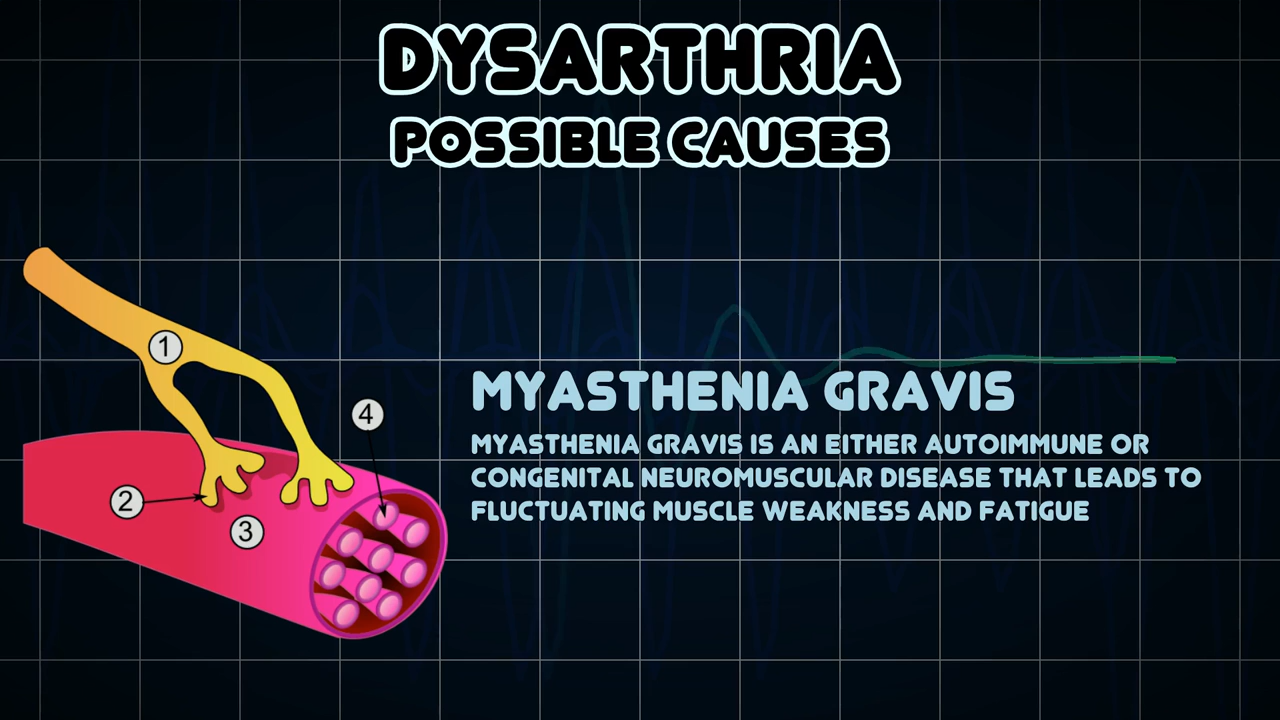 DYSARTHRIA
POSSIBLE CAUSES
1
4
MYASTHENIA GRAVIS
MYASTHENIA GRAVIS IS AN EITHER AUTOIMMUNE OR
CONGENITAL NEUROMUSCULAR DISEASE THAT LEADS TO
FLUCTUATING MUSCLE WEAKNESS AND FATIGUE
2
3